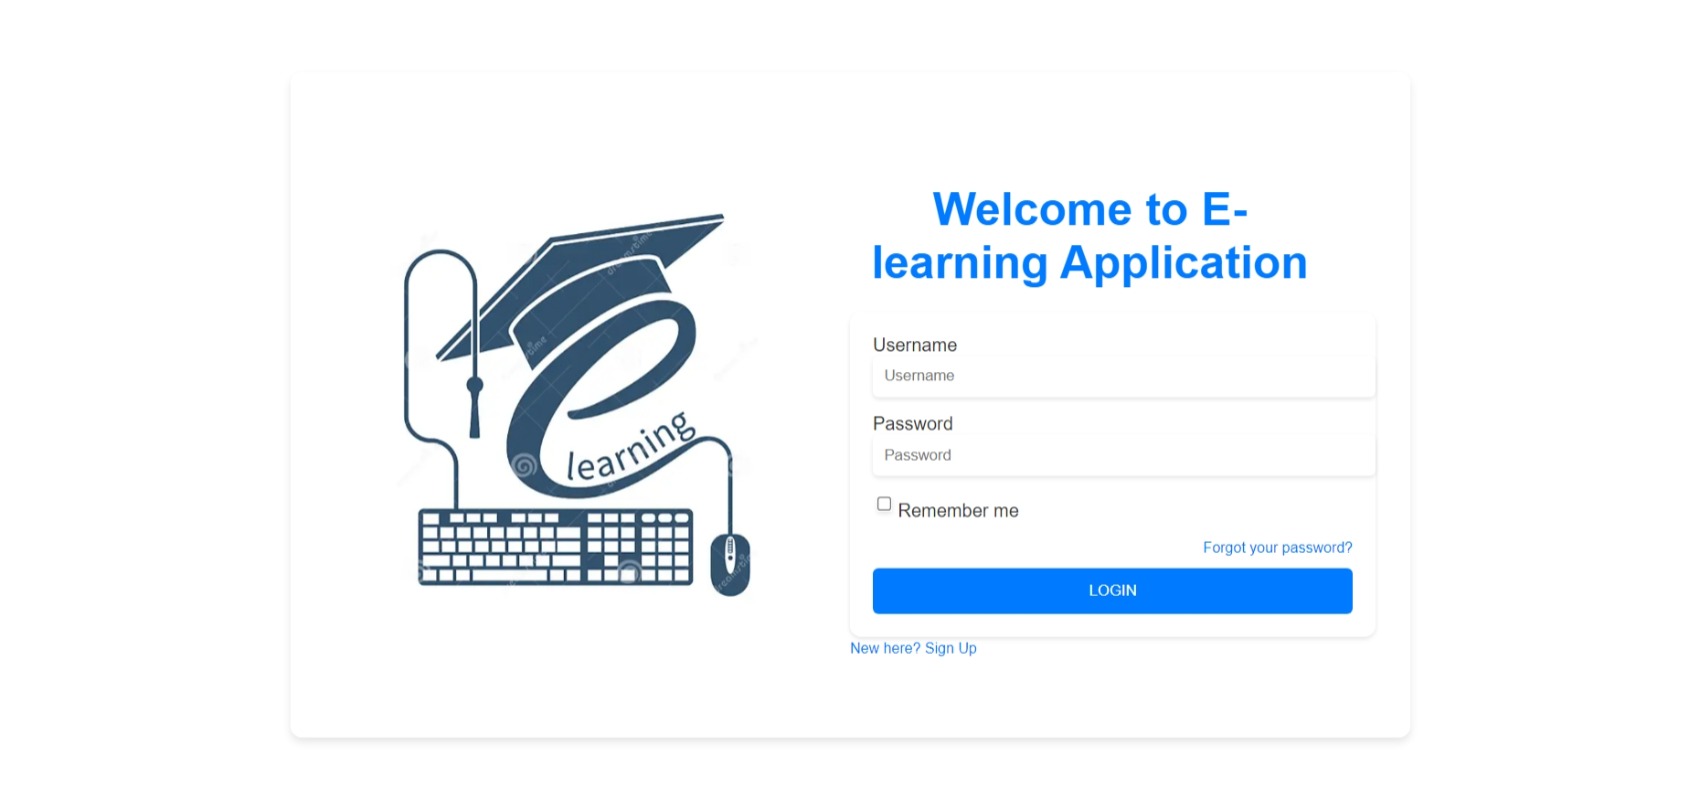 Welcome to E-
learning Application
learning
Username
Username
Password
Password
Remember me
Forgot your password?
LOGIN
New here? Sign Up